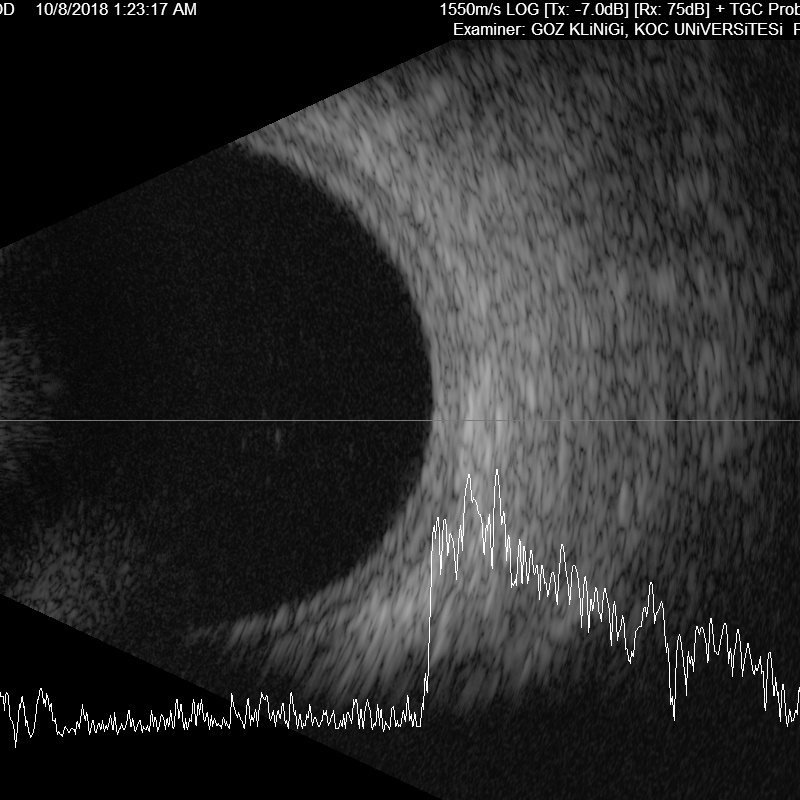 OD 10/8/2018 1:23:17 AM
1550m/s LOG [Tx: -7.0dB] [Rx: 75dB] + TGC
Examiner: GOZ KLiNiGi, KOC UNiVERSiTESi